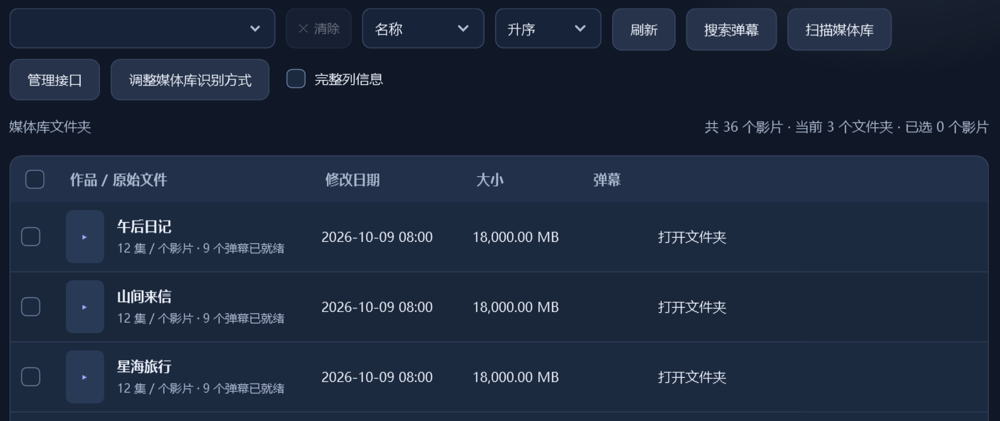 × 清除 名称 升序 刷新 搜索弹幕 扫描媒体库
管理接口 调整媒体库识别方式 完整列信息
媒体库文件夹 共 36 个影片 · 当前 3 个文件夹 · 已选 0 个影片
作品 / 原始文件 修改日期 大小 弹幕
午后日记
12 集 / 个影片 · 9 个弹幕已就绪 2026-10-09 08:00 18,000.00 MB 打开文件夹
山间来信
12 集 / 个影片 · 9 个弹幕已就绪 2026-10-09 08:00 18,000.00 MB 打开文件夹
星海旅行
12 集 / 个影片 · 9 个弹幕已就绪 2026-10-09 08:00 18,000.00 MB 打开文件夹